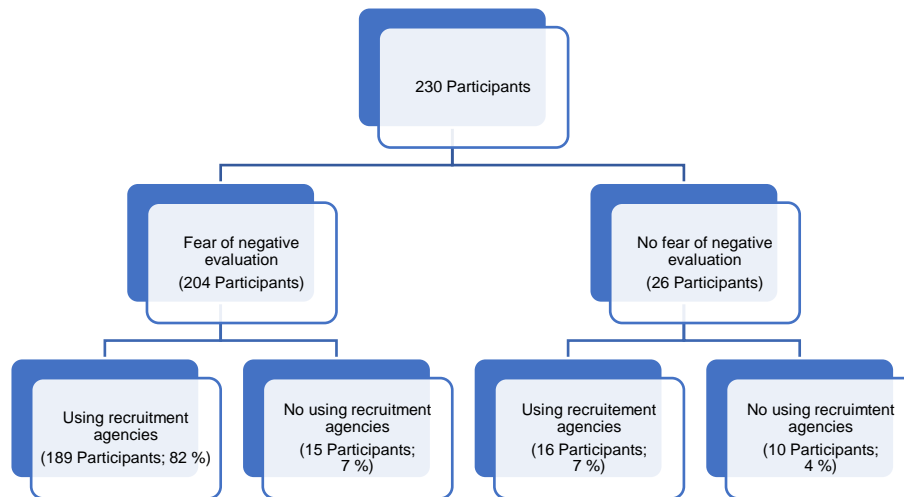 230 Participants
Fear of negative
evaluation
(204 Participants)
No fear of negative
evaluation
(26 Participants)
Using recruitment
agencies
(189 Participants; 82 %)
No using recruitment
agencies
(15 Participants;
7 %)
Using recruitement
agencies
(16 Participants;
7 %)
No using recruimtent
agencies
(10 Participants;
4 %)